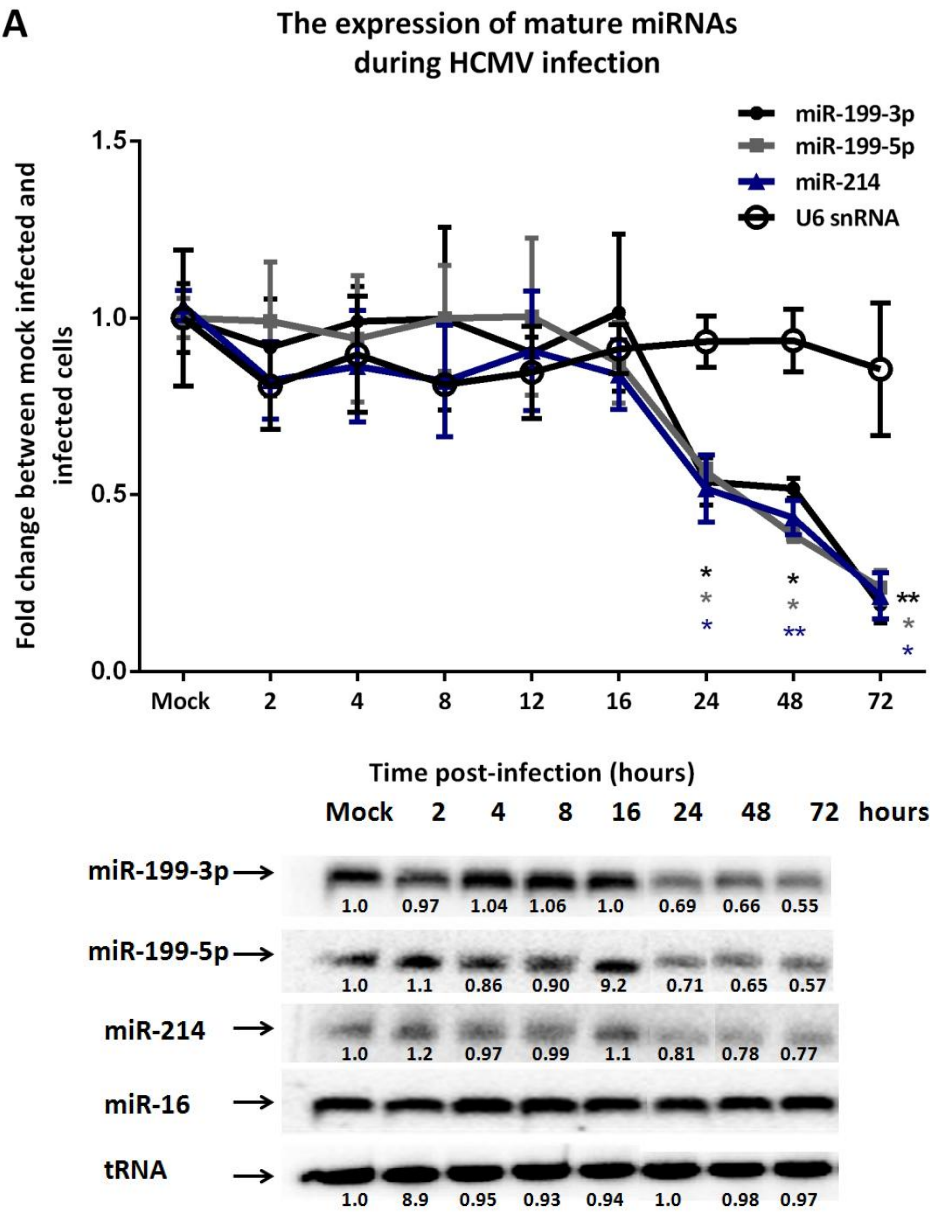 A
The expression of mature miRNAs
during HCMV infection
miR-199-3p
miR-199-5p
miR-214
U6 snRNA
Fold change between mock infected and
infected cells
1.5
1.0
0.5
0.0
* * **
* * *
* ** *
Mock 2 4 8 12 16 24 48 72
Time post-infection (hours)
Mock 2 4 8 16 24 48 72 hours
miR-199-3p
1.0 0.97 1.04 1.06 1.0 0.69 0.66 0.55
miR-199-5p
1.0 1.1 0.86 0.90 9.2 0.71 0.65 0.57
miR-214
1.0 1.2 0.97 0.99 1.1 0.81 0.78 0.77
miR-16
tRNA
1.0 8.9 0.95 0.93 0.94 1.0 0.98 0.97